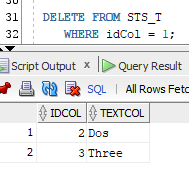 31 DELETE FROM STS_T
32 WHERE idCol = 1;
Script Output × Query Result
SQL | All Rows Fetc
IDCOL TEXTCOL
1 2 Dos
2 3 Three